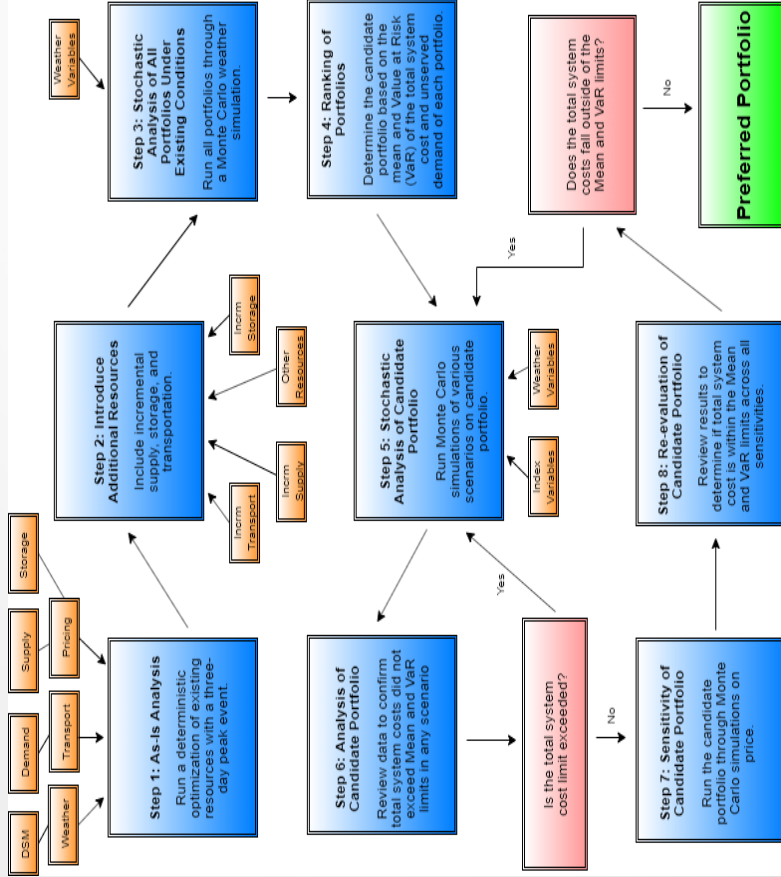 DSM
Demand
Supply
Storage
Weather
Transport
Pricing
Step 1: As-Is Analysis
Run a deterministic
optimization of existing
resources with a three-
day peak event.
Step 2: Introduce
Additional Resources
Include incremental
supply, storage, and
transportation.
Incrm
Transport
Incrm
Supply
Other
Resources
Incrm
Storage
Weather
Variables
Step 3: Stochastic
Analysis of All
Portfolios Under
Existing Conditions
Run all portfolios through
a Monte Carlo weather
simulation.
Step 4: Ranking of
Portfolios
Determine the candidate
portfolio based on the
mean and Value at Risk
(VaR) of the total system
cost and unserved
demand of each portfolio.
Step 5: Stochastic
Analysis of Candidate
Portfolio
Run Monte Carlo
simulations of various
scenarios on candidate
portfolio.
Index
Variables
Weather
Variables
Step 6: Analysis of
Candidate Portfolio
Review data to confirm
total system costs did not
exceed Mean and VaR
limits in any scenario
Is the total system
cost limit exceeded?
Yes
No
Step 7: Sensitivity of
Candidate Portfolio
Run the candidate
portfolio through Monte
Carlo simulations on
price.
Step 8: Re-evaluation of
Candidate Portfolio
Review results to
determine if total system
cost is within the Mean
and VaR limits across all
sensitivities.
Does the total system
costs fall outside of the
Mean and VaR limits?
Yes
No
Preferred Portfolio